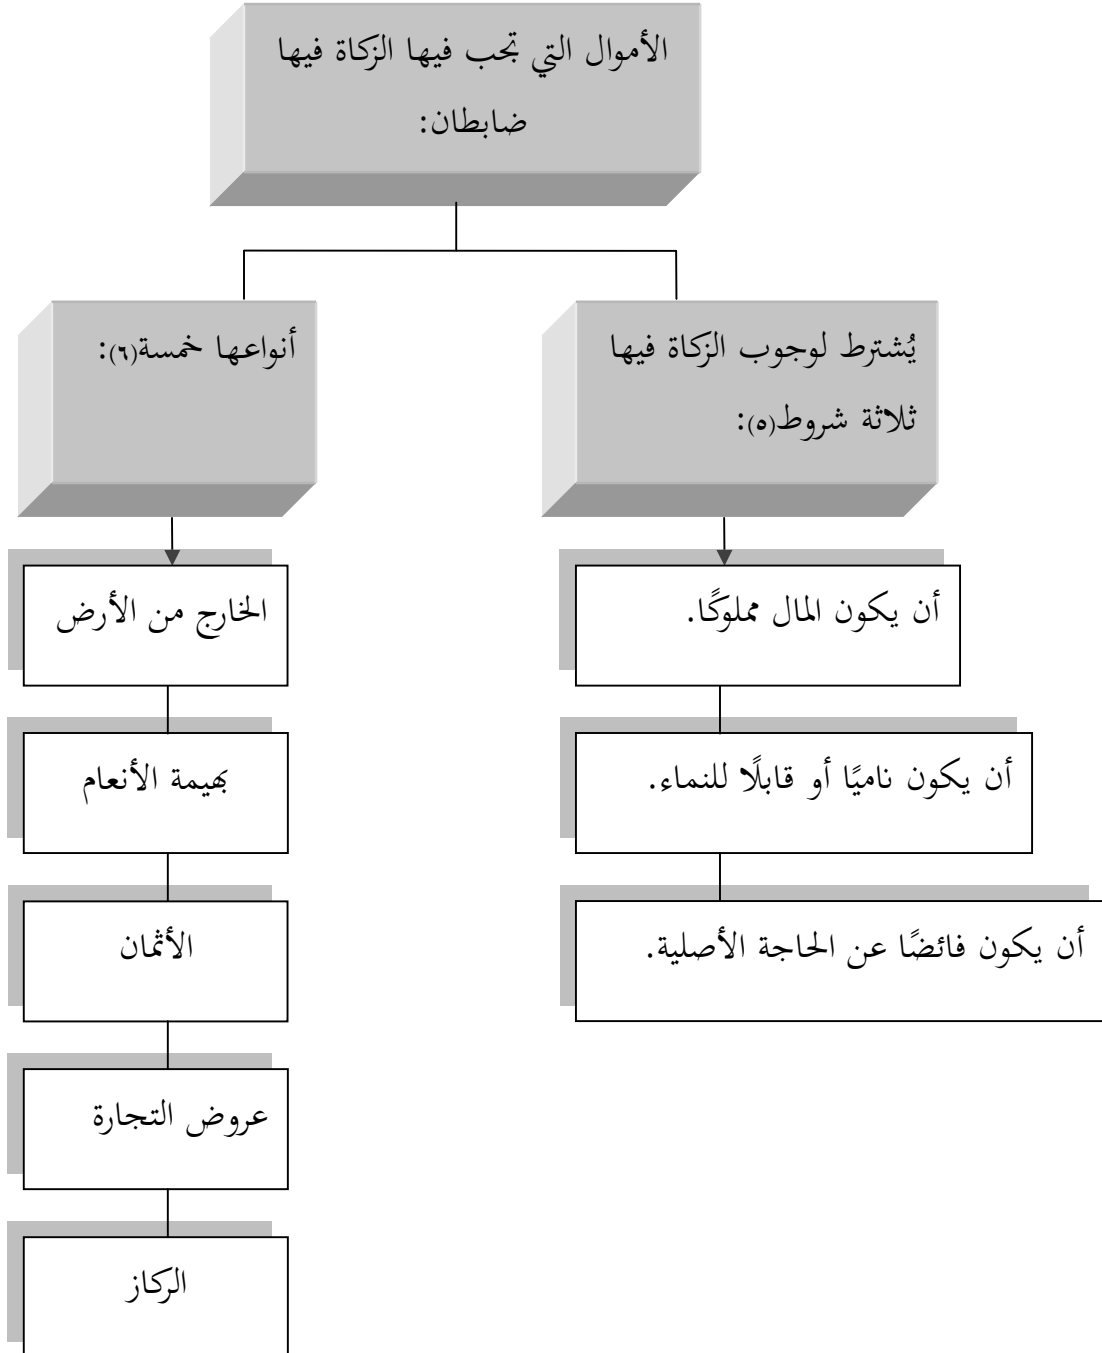 الأموال التي تجب فيها الزكاة فيها
ضابطان:
يُشترط لوجوب الزكاة فيها
ثلاثة شروط(٥):
أن يكون المال مملوكًا.
أن يكون ناميًا أو قابلًا للنماء.
أن يكون فائضًا عن الحاجة الأصلية.
أنواعها خمسة(٦):
الخارج من الأرض
بهيمة الأنعام
الأثمان
عروض التجارة
الركاز